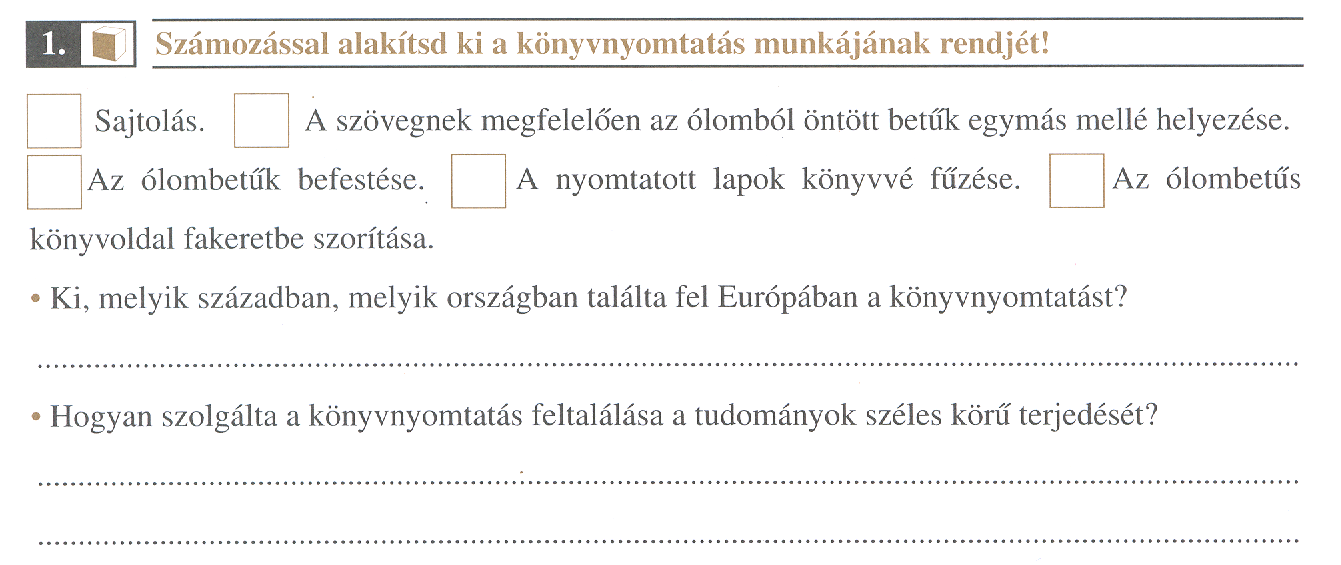 1. Számozással alakítsd ki a könyvnyomtatás munkájának rendjét!
Sajtolás. A szövegnek megfelelően az ólomból öntött betűk egymás mellé helyezése.
Az ólombetűk befestése. A nyomtatott lapok könyvvé fűzése. Az ólombetűs
könyvoldal fakeretbe szorítása.
• Ki, melyik században, melyik országban találta fel Európában a könyvnyomtatást?
• Hogyan szolgálta a könyvnyomtatás feltalálása a tudományok széles körű terjedését?